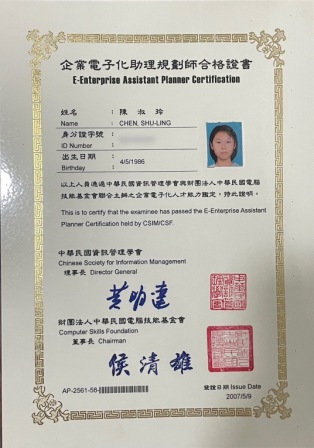 企業電子化助理規劃師合格證書
E-Enterprise Assistant Planner Certification
姓名 : 陳淑玲
Name : CHEN, SHU-LING
身分證字號 :
ID Number :
出生日期 :
Birthday : 4/5/1986
以上人員通過中華民國資訊管理學會與財團法人中華民國電腦
技能基金會聯合主辦之企業電子化人才能力鑑定,特此證明。
This is to certify that the examinee has passed the E-Enterprise Assistant
Planner Certification held by CSIM/CSF.
中華民國資訊管理學會
Chinese Society for Information Management
理事長 Director General
財團法人中華民國電腦技能基金會
Computer Skills Foundation
董事長 Chairman
侯清雄
AP-2561-56
發證日期 Issue Date
2007/5/9